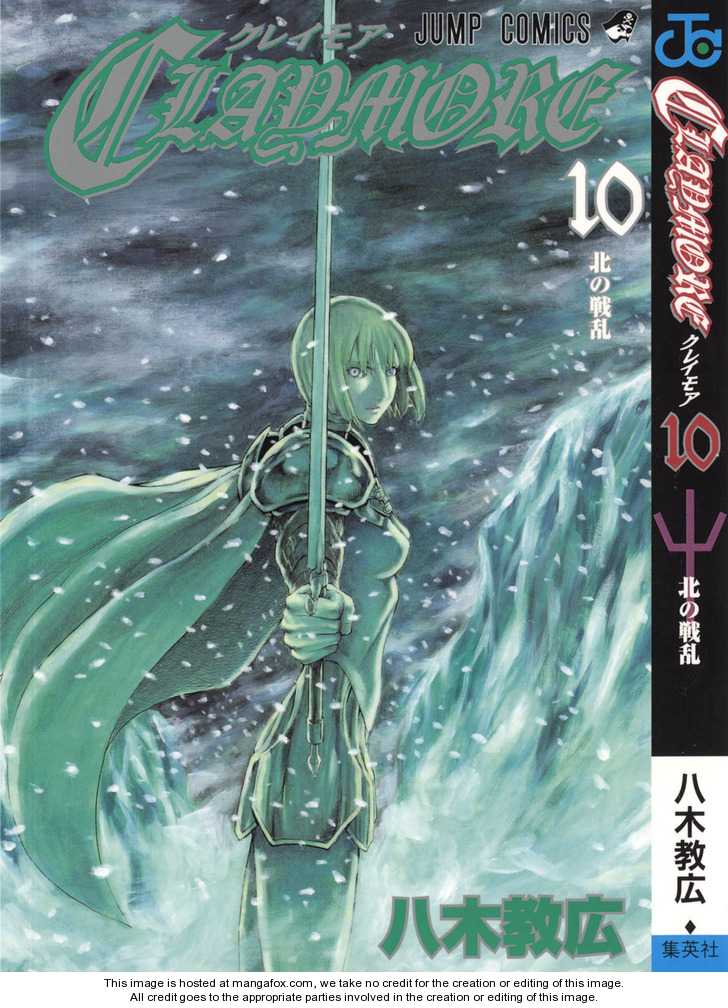 クレイモア
JUMP COMICS
CLAYMORE
10
北の戦乱
八木教広
JC
CLAYMORE
クレイモア
10
北の戦乱
八木教広
集英社
This image is hosted at mangafox.com, we take no credit for the creation or editing of this image.
All credit goes to the appropriate parties involved in the creation or editing of this image.